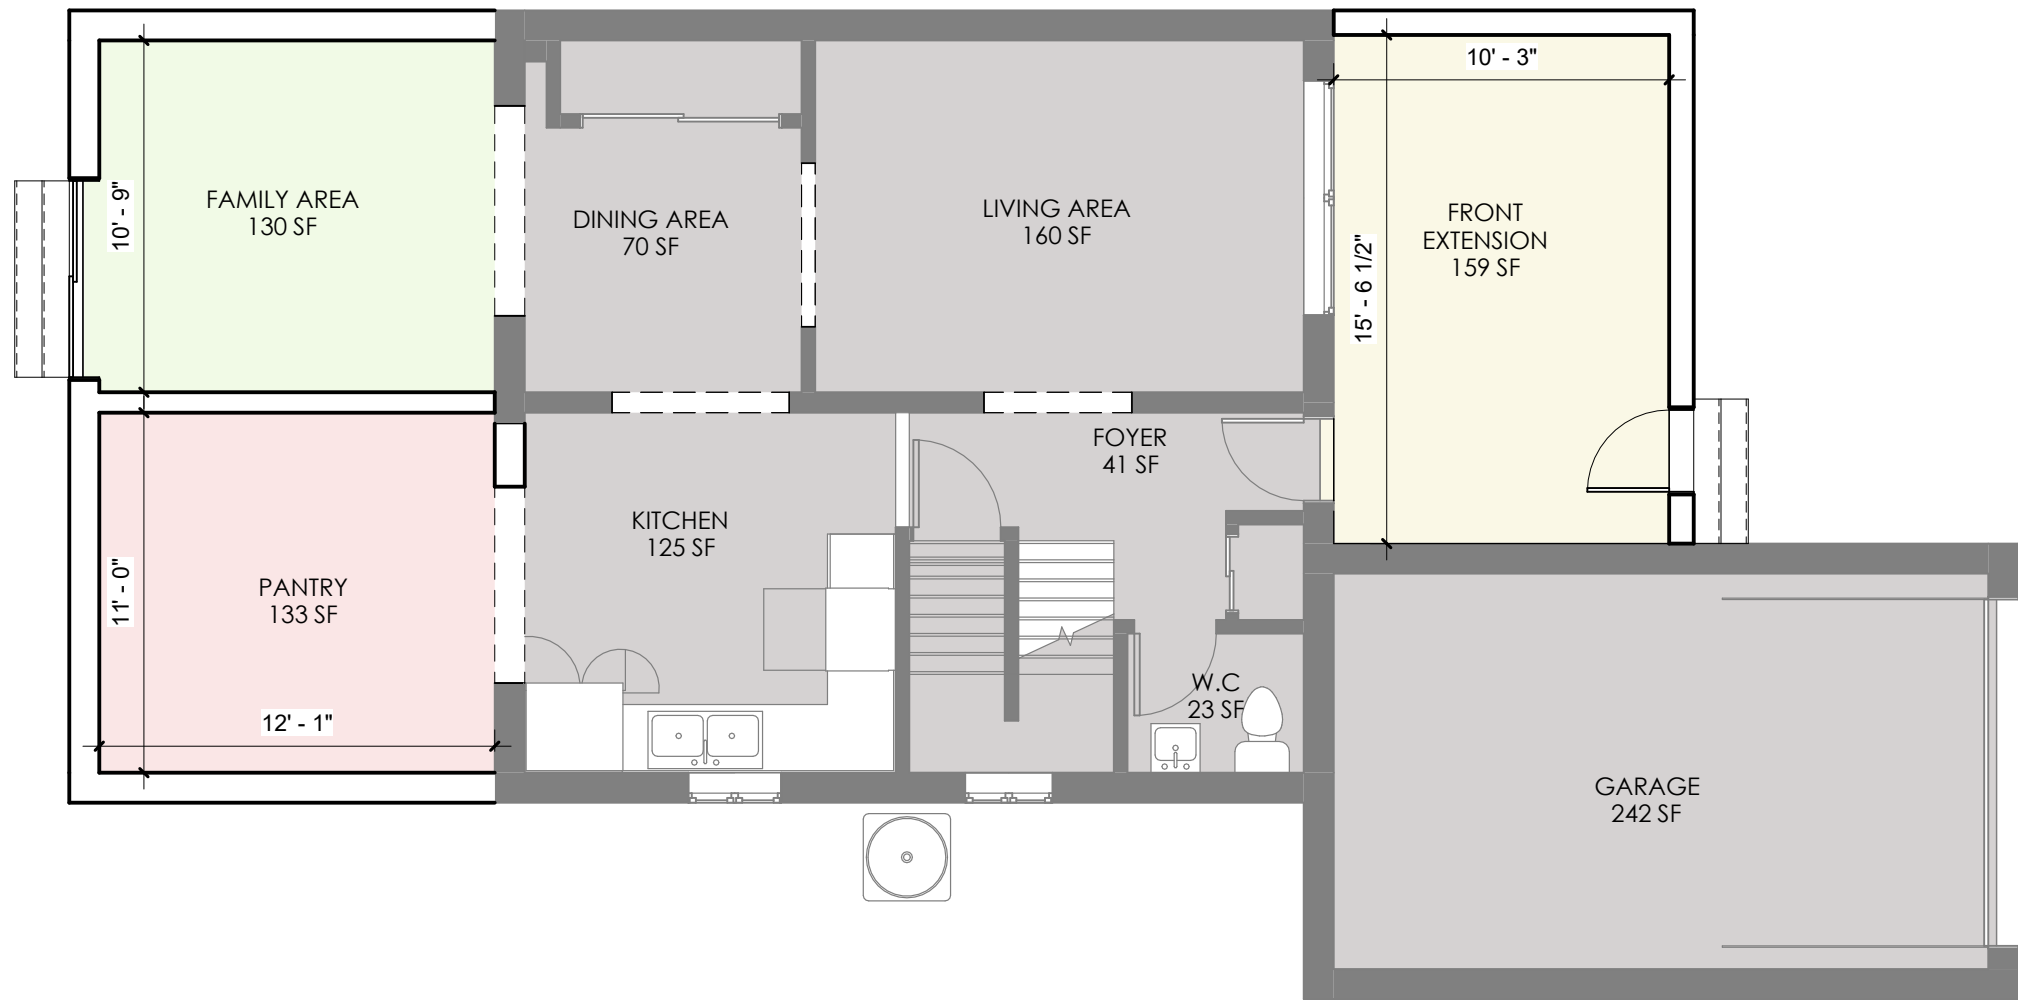 10' - 3"
FAMILY AREA
130 SF
10' - 9"
DINING AREA
70 SF
LIVING AREA
160 SF
FRONT
EXTENSION
159 SF
15' - 6 1/2"
FOYER
41 SF
KITCHEN
125 SF
PANTRY
133 SF
11' - 0"
12' - 1"
W.C
23 SF
GARAGE
242 SF